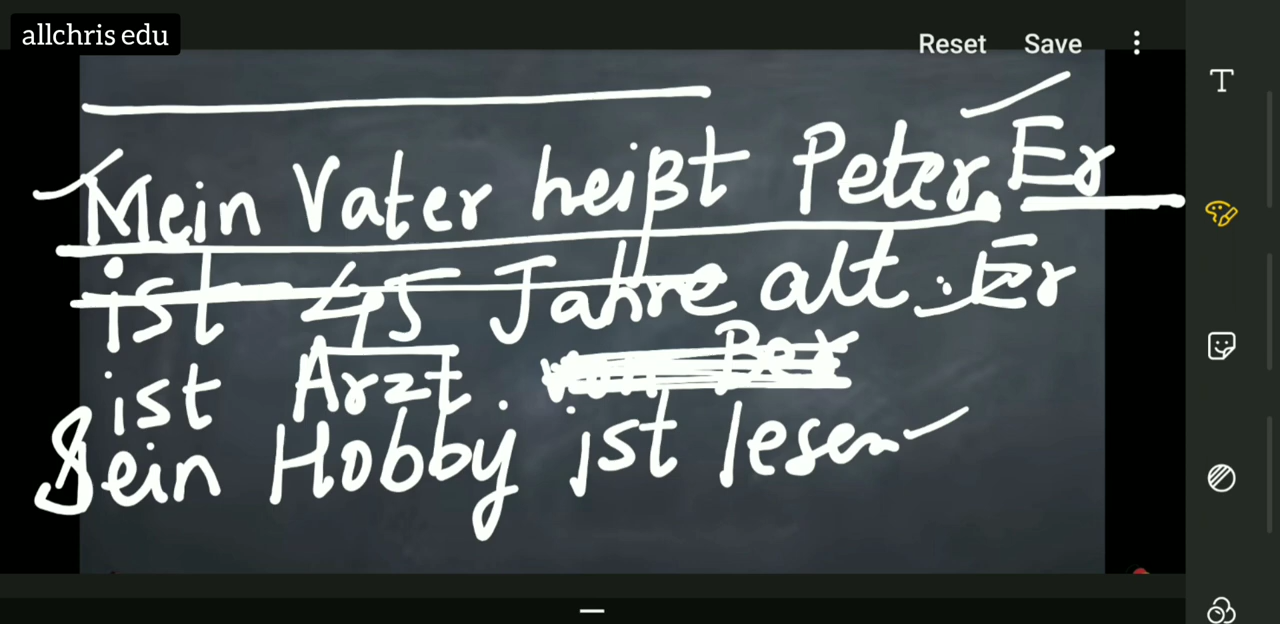 allchris edu
Reset Save
T
Mein Vater heißt Peter. Er
ist 45 Jahre alt. Er
ist Arzt.
Sein Hobby ist lesen